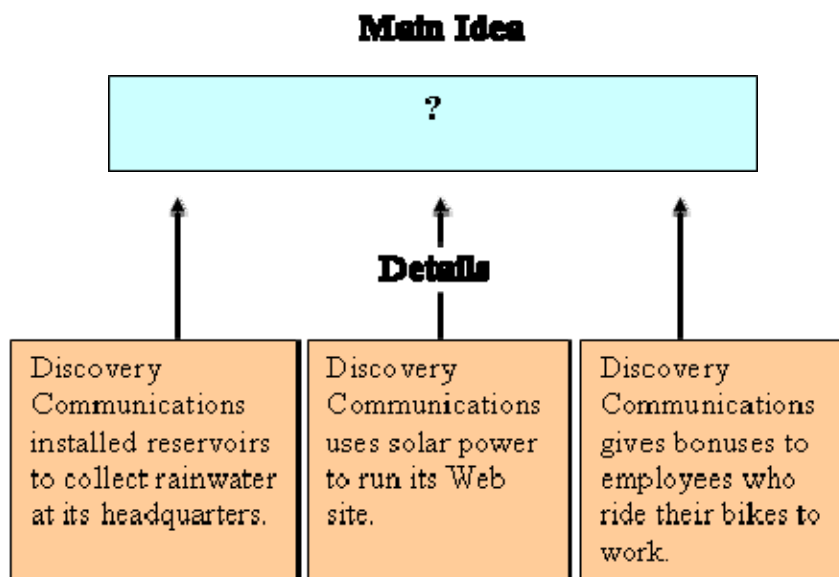 Main Idea
?
Details
Discovery
Communications
installed reservoirs
to collect rainwater
at its headquarters.
Discovery
Communications
uses solar power
to run its Web
site.
Discovery
Communications
gives bonuses to
employees who
ride their bikes to
work.